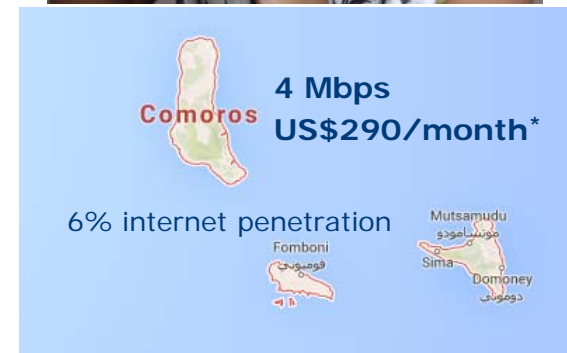 4 Mbps
Comoros
US$290/month*
6% internet penetration
Mutsamudu
موتسامودو
Fomboni
فومبوني
Sima
Domoney
دوموني